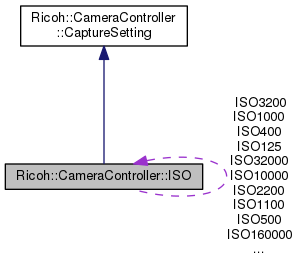 Ricoh::CameraController
::CaptureSetting
ISO3200
ISO1000
ISO400
ISO125
ISO32000
Ricoh::CameraController::ISO
ISO10000
ISO2200
ISO1100
ISO500
ISO160000
...